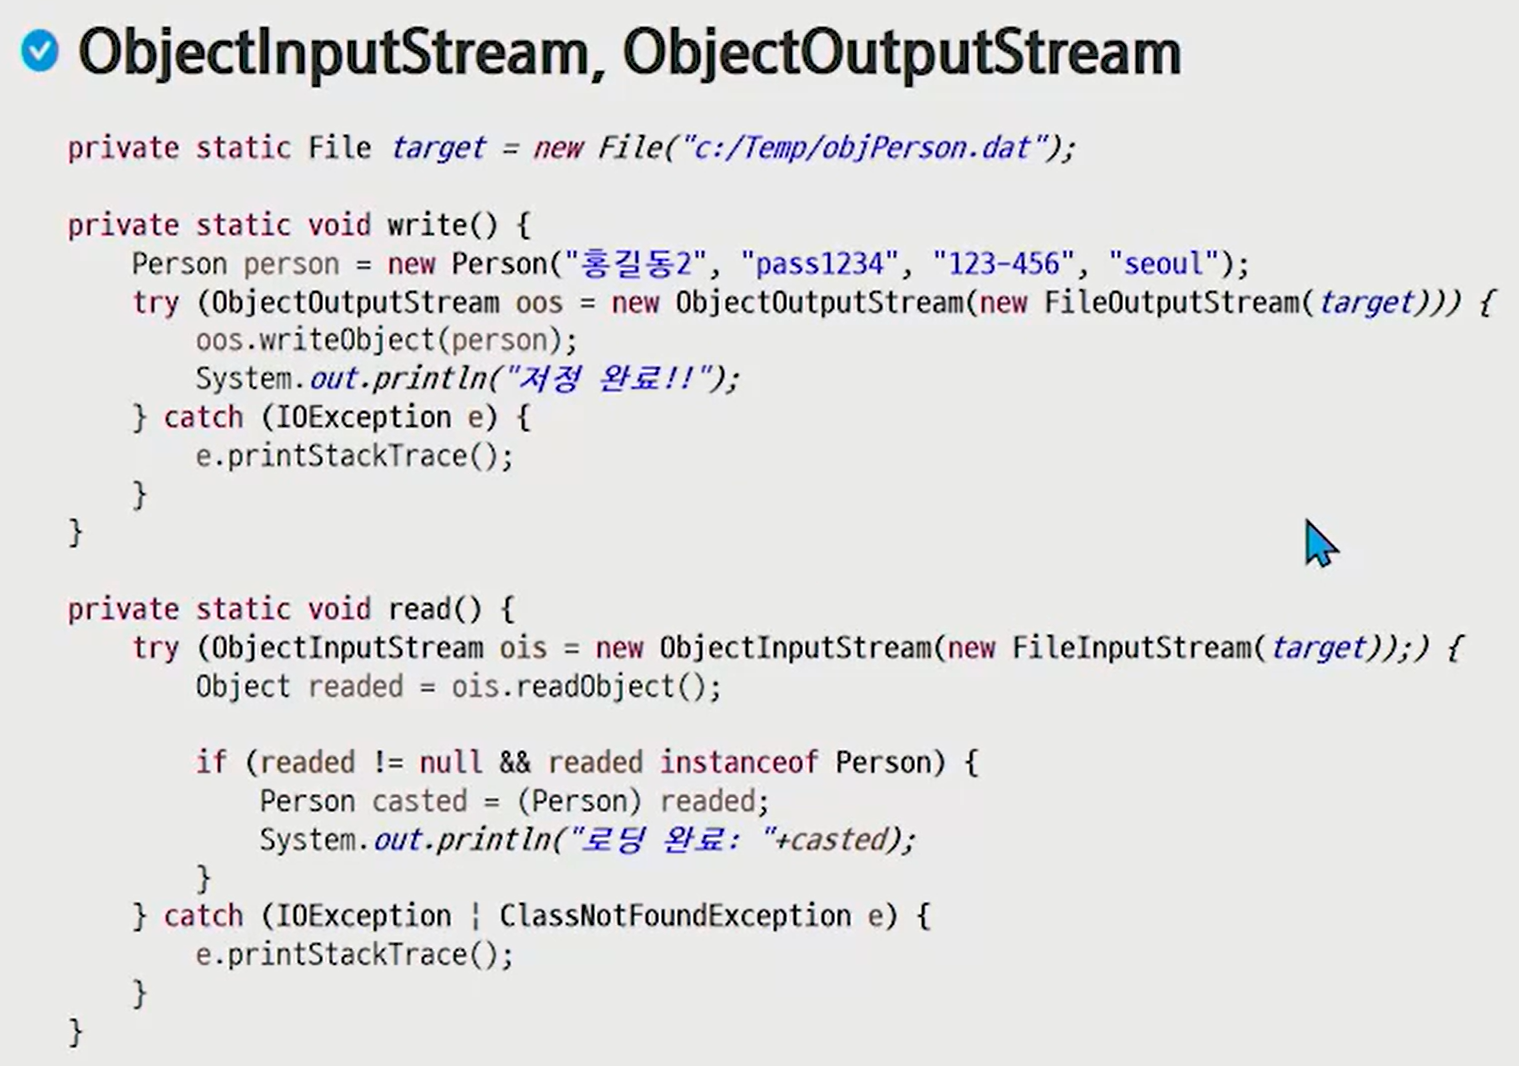 ObjectInputStream, ObjectOutputStream
private static File target = new File("c:/Temp/objPerson.dat");
private static void write() {
Person person = new Person("홍길동2", "pass1234", "123-456", "seoul");
try (ObjectOutputStream oos = new ObjectOutputStream(new FileOutputStream(target))) {
oos.writeObject(person);
System.out.println("저정 완료!!");
} catch (IOException e) {
e.printStackTrace();
}
}
private static void read() {
try (ObjectInputStream ois = new ObjectInputStream(new FileInputStream(target));) {
Object readed = ois.readObject();
if (readed != null && readed instanceof Person) {
Person casted = (Person) readed;
System.out.println("로딩 완료: "+casted);
}
} catch (IOException | ClassNotFoundException e) {
e.printStackTrace();
}
}